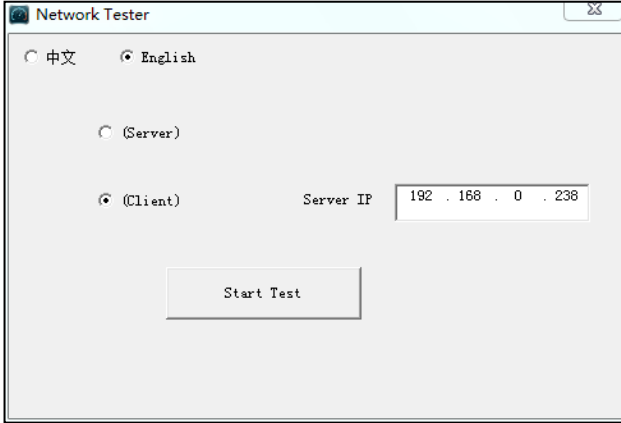 Network Tester
中文 English
(Server)
(Client) Server IP 192 . 168 . 0 . 238
Start Test